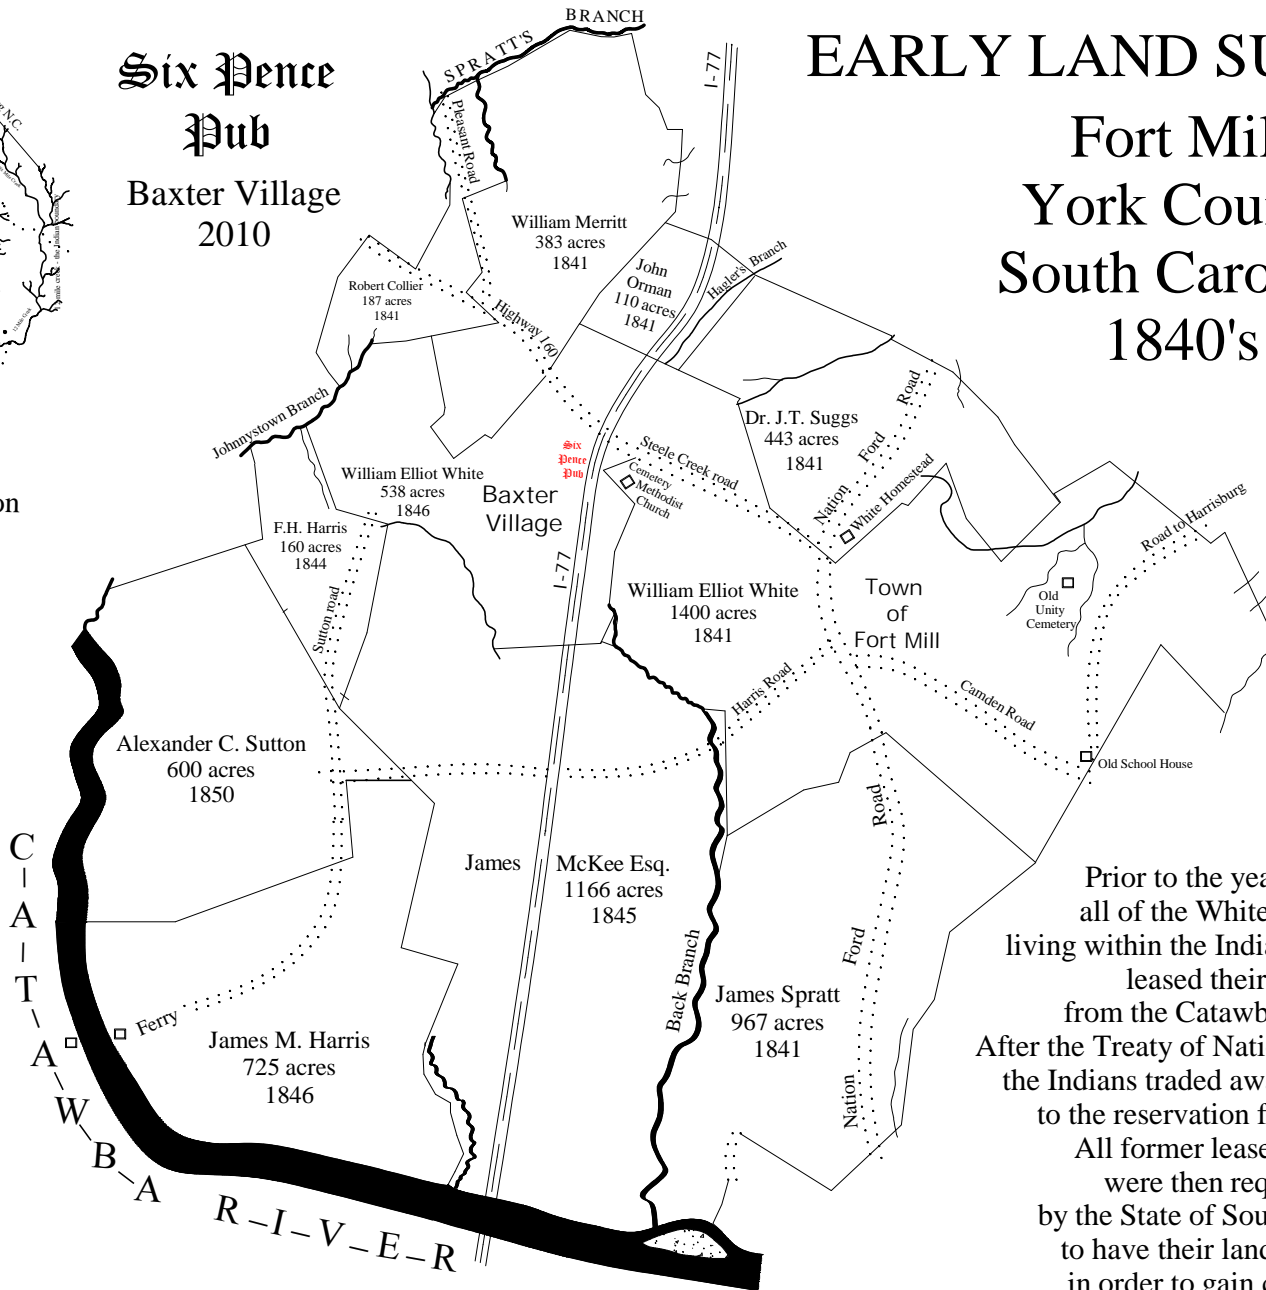 Six Pence
Pub
Baxter Village
2010
EARLY LAND SU
Fort Mil
York Cour
South Caro
1840's
SPRATT'S BRANCH
I-77
Pleasant Road
William Merritt
383 acres
1841
John
Orman
110 acres
1841
Hagler's Branch
Robert Collier
187 acres
1841
Highway 160
Johnnystown Branch
Dr. J.T. Suggs
443 acres
1841
Nation Ford Road
Steele Creek road
Six
Pence
Pub
Cemetery
Methodist
Church
White Homestead
William Elliot White
538 acres
1846
Baxter
Village
F.H. Harris
160 acres
1844
on
Road to Harrisburg
I-77
Sutton road
William Elliot White
1400 acres
1841
Town
of
Fort Mill
Old
Unity
Cemetery
Harris Road
Camden Road
Old School House
Alexander C. Sutton
600 acres
1850
James McKee Esq.
1166 acres
1845
Nation Ford Road
Back Branch
James Spratt
967 acres
1841
Ferry
James M. Harris
725 acres
1846
CATAWBA RIVER
Prior to the yea
all of the White
living within the India
leased their
from the Catawb
After the Treaty of Nati
the Indians traded aw
to the reservation f
All former lease
were then req
by the State of Sou
to have their land
in order to gain
N.C.